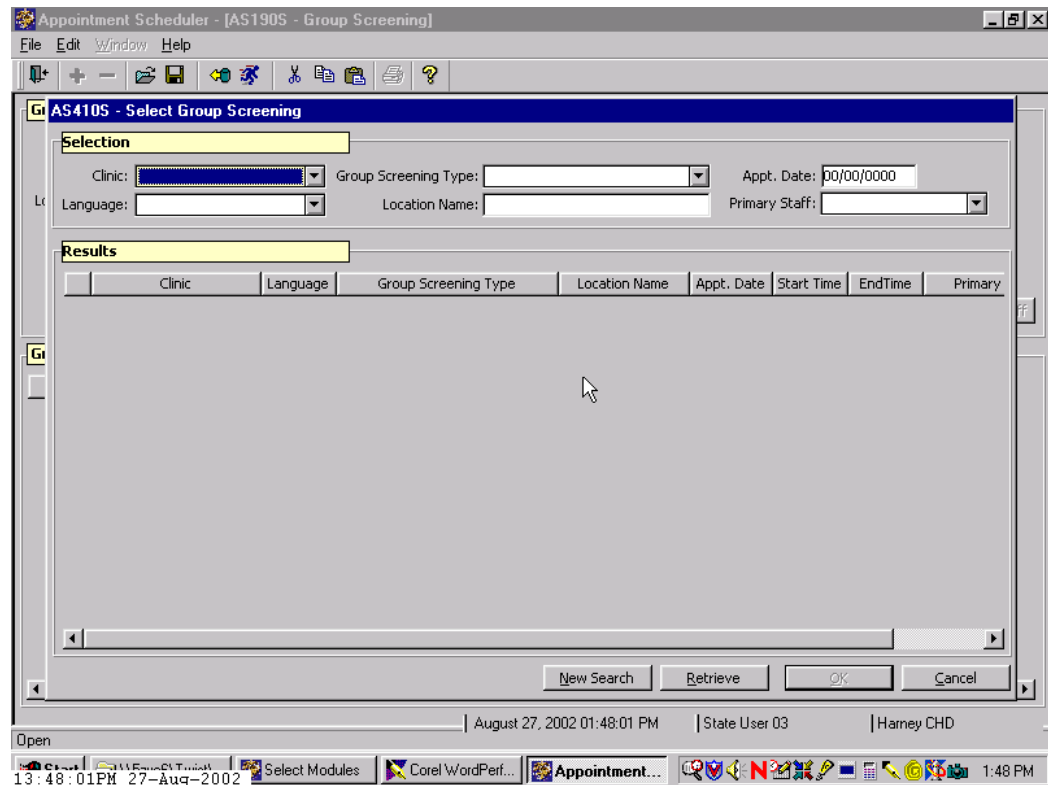 Appointment Scheduler - [AS190S - Group Screening]
File Edit Window Help
AS410S - Select Group Screening
Selection
Clinic: Group Screening Type: Appt. Date: 00/00/0000
Language: Location Name: Primary Staff:
Results
Clinic Language Group Screening Type Location Name Appt. Date Start Time EndTime Primary
New Search Retrieve OK Cancel
August 27, 2002 01:48:01 PM State User 03 Harney CHD
Open
Select Modules Corel WordPerf... Appointment... 1:48 PM
13:48:01PM 27-Aug-2002